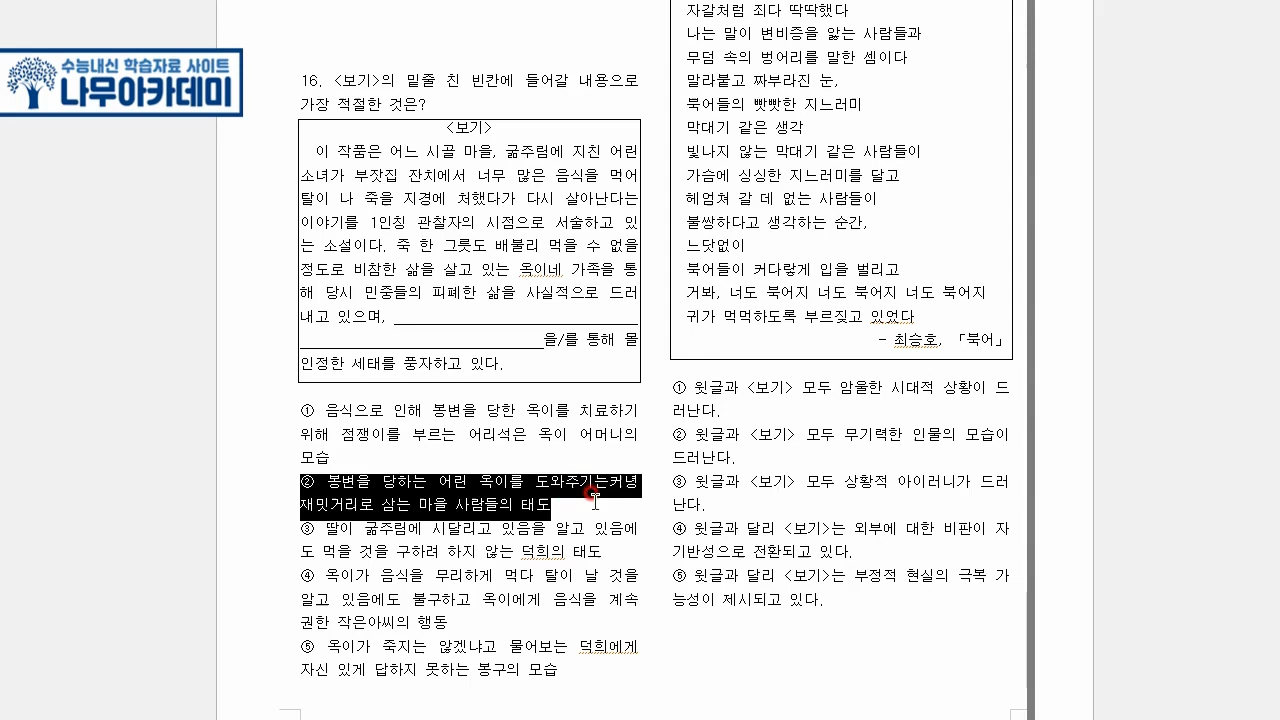 수능내신 학습자료 사이트
나무아카데미
16. <보기>의 밑줄 친 빈칸에 들어갈 내용으로
가장 적절한 것은?
<보기>
이 작품은 어느 시골 마을, 굶주림에 지친 어린
소녀가 부잣집 잔치에서 너무 많은 음식을 먹어
탈이 나 죽을 지경에 처했다가 다시 살아난다는
이야기를 1인칭 관찰자의 시점으로 서술하고 있
는 소설이다. 죽 한 그릇도 배불리 먹을 수 없을
정도로 비참한 삶을 살고 있는 옥이네 가족을 통
해 당시 민중들의 피폐한 삶을 사실적으로 드러
내고 있으며, ______________________
______________________을/를 통해 몰
인정한 세태를 풍자하고 있다.
① 음식으로 인해 봉변을 당한 옥이를 치료하기
위해 점쟁이를 부르는 어리석은 옥이 어머니의
모습
② 봉변을 당하는 어린 옥이를 도와주기는커녕
재밋거리로 삼는 마을 사람들의 태도
③ 딸이 굶주림에 시달리고 있음을 알고 있음에
도 먹을 것을 구하려 하지 않는 덕희의 태도
④ 옥이가 음식을 무리하게 먹다 탈이 날 것을
알고 있음에도 불구하고 옥이에게 음식을 계속
권한 작은아씨의 행동
⑤ 옥이가 죽지는 않겠냐고 물어보는 덕희에게
자신 있게 답하지 못하는 봉구의 모습
자갈처럼 죄다 딱딱했다
나는 말이 변비증을 앓는 사람들과
무덤 속의 벙어리를 말한 셈이다
말라붙고 짜부라진 눈,
북어들의 빳빳한 지느러미
막대기 같은 생각
빛나지 않는 막대기 같은 사람들이
가슴에 싱싱한 지느러미를 달고
헤엄쳐 갈 데 없는 사람들이
불쌍하다고 생각하는 순간,
느닷없이
북어들이 커다랗게 입을 벌리고
거봐, 너도 북어지 너도 북어지 너도 북어지
귀가 먹먹하도록 부르짖고 있었다
- 최승호, 「북어」
① 윗글과 <보기> 모두 암울한 시대적 상황이 드
러난다.
② 윗글과 <보기> 모두 무기력한 인물의 모습이
드러난다.
③ 윗글과 <보기> 모두 상황적 아이러니가 드러
난다.
④ 윗글과 달리 <보기>는 외부에 대한 비판이 자
기반성으로 전환되고 있다.
⑤ 윗글과 달리 <보기>는 부정적 현실의 극복 가
능성이 제시되고 있다.